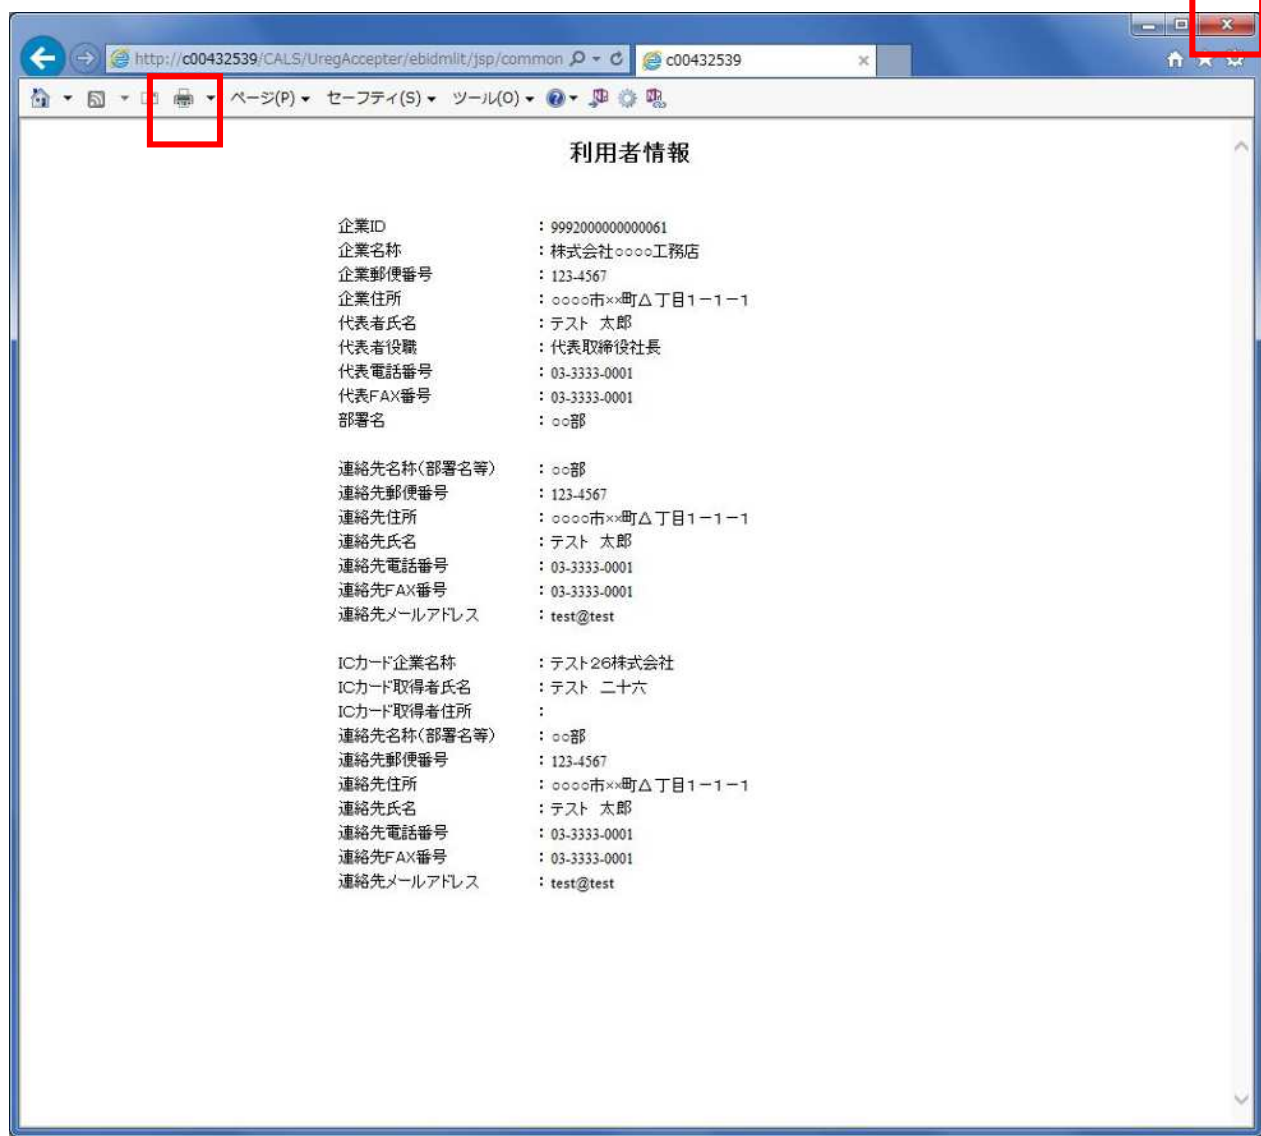 http://c00432539/CALS/UregAccepter/ebidmlit/jsp/common
c00432539
ページ(P) セーフティ(S) ツール(O)
利用者情報
企業ID : 9992000000000061
企業名称 : 株式会社○○○○工務店
企業郵便番号 : 123-4567
企業住所 : ○○○○市××町△丁目1-1-1
代表者氏名 : テスト 太郎
代表者役職 : 代表取締役社長
代表電話番号 : 03-3333-0001
代表FAX番号 : 03-3333-0001
部署名 : ○○部
連絡先名称(部署名等) : ○○部
連絡先郵便番号 : 123-4567
連絡先住所 : ○○○○市××町△丁目1-1-1
連絡先氏名 : テスト 太郎
連絡先電話番号 : 03-3333-0001
連絡先FAX番号 : 03-3333-0001
連絡先メールアドレス : test@test
ICカード企業名称 : テスト26株式会社
ICカード取得者氏名 : テスト 二十六
ICカード取得者住所 :
連絡先名称(部署名等) : ○○部
連絡先郵便番号 : 123-4567
連絡先住所 : ○○○○市××町△丁目1-1-1
連絡先氏名 : テスト 太郎
連絡先電話番号 : 03-3333-0001
連絡先FAX番号 : 03-3333-0001
連絡先メールアドレス : test@test